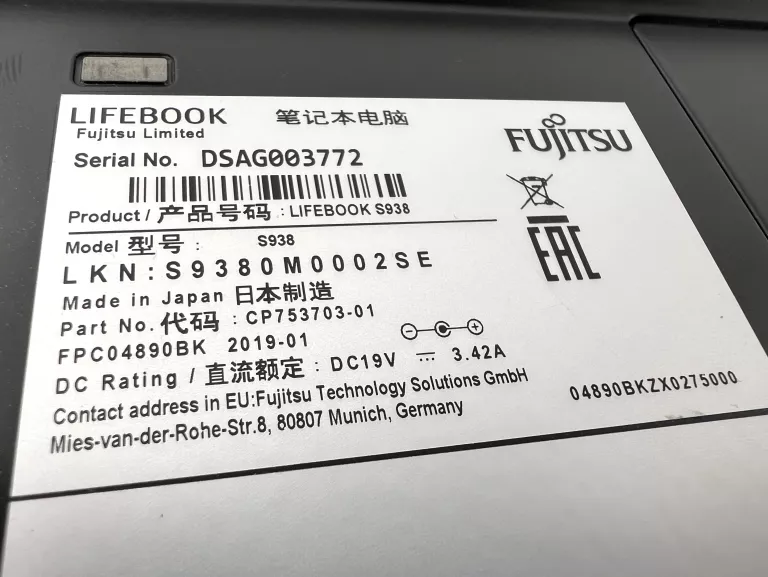 LIFEBOOK 笔记本电脑
Fujitsu Limited
FUJITSU
Serial No. DSAG003772
Product / 产品号码 : LIFEBOOK S938
Model 型号 : S938
LKN: S9380M0002SE
EAC
Made in Japan 日本制造
Part No. 代码 : CP753703-01
FPC04890BK 2019-01
DC Rating / 直流额定 : DC19V ⎓ 3.42A
Contact address in EU:Fujitsu Technology Solutions GmbH
Mies-van-der-Rohe-Str.8, 80807 Munich, Germany
04890BKZX0275000